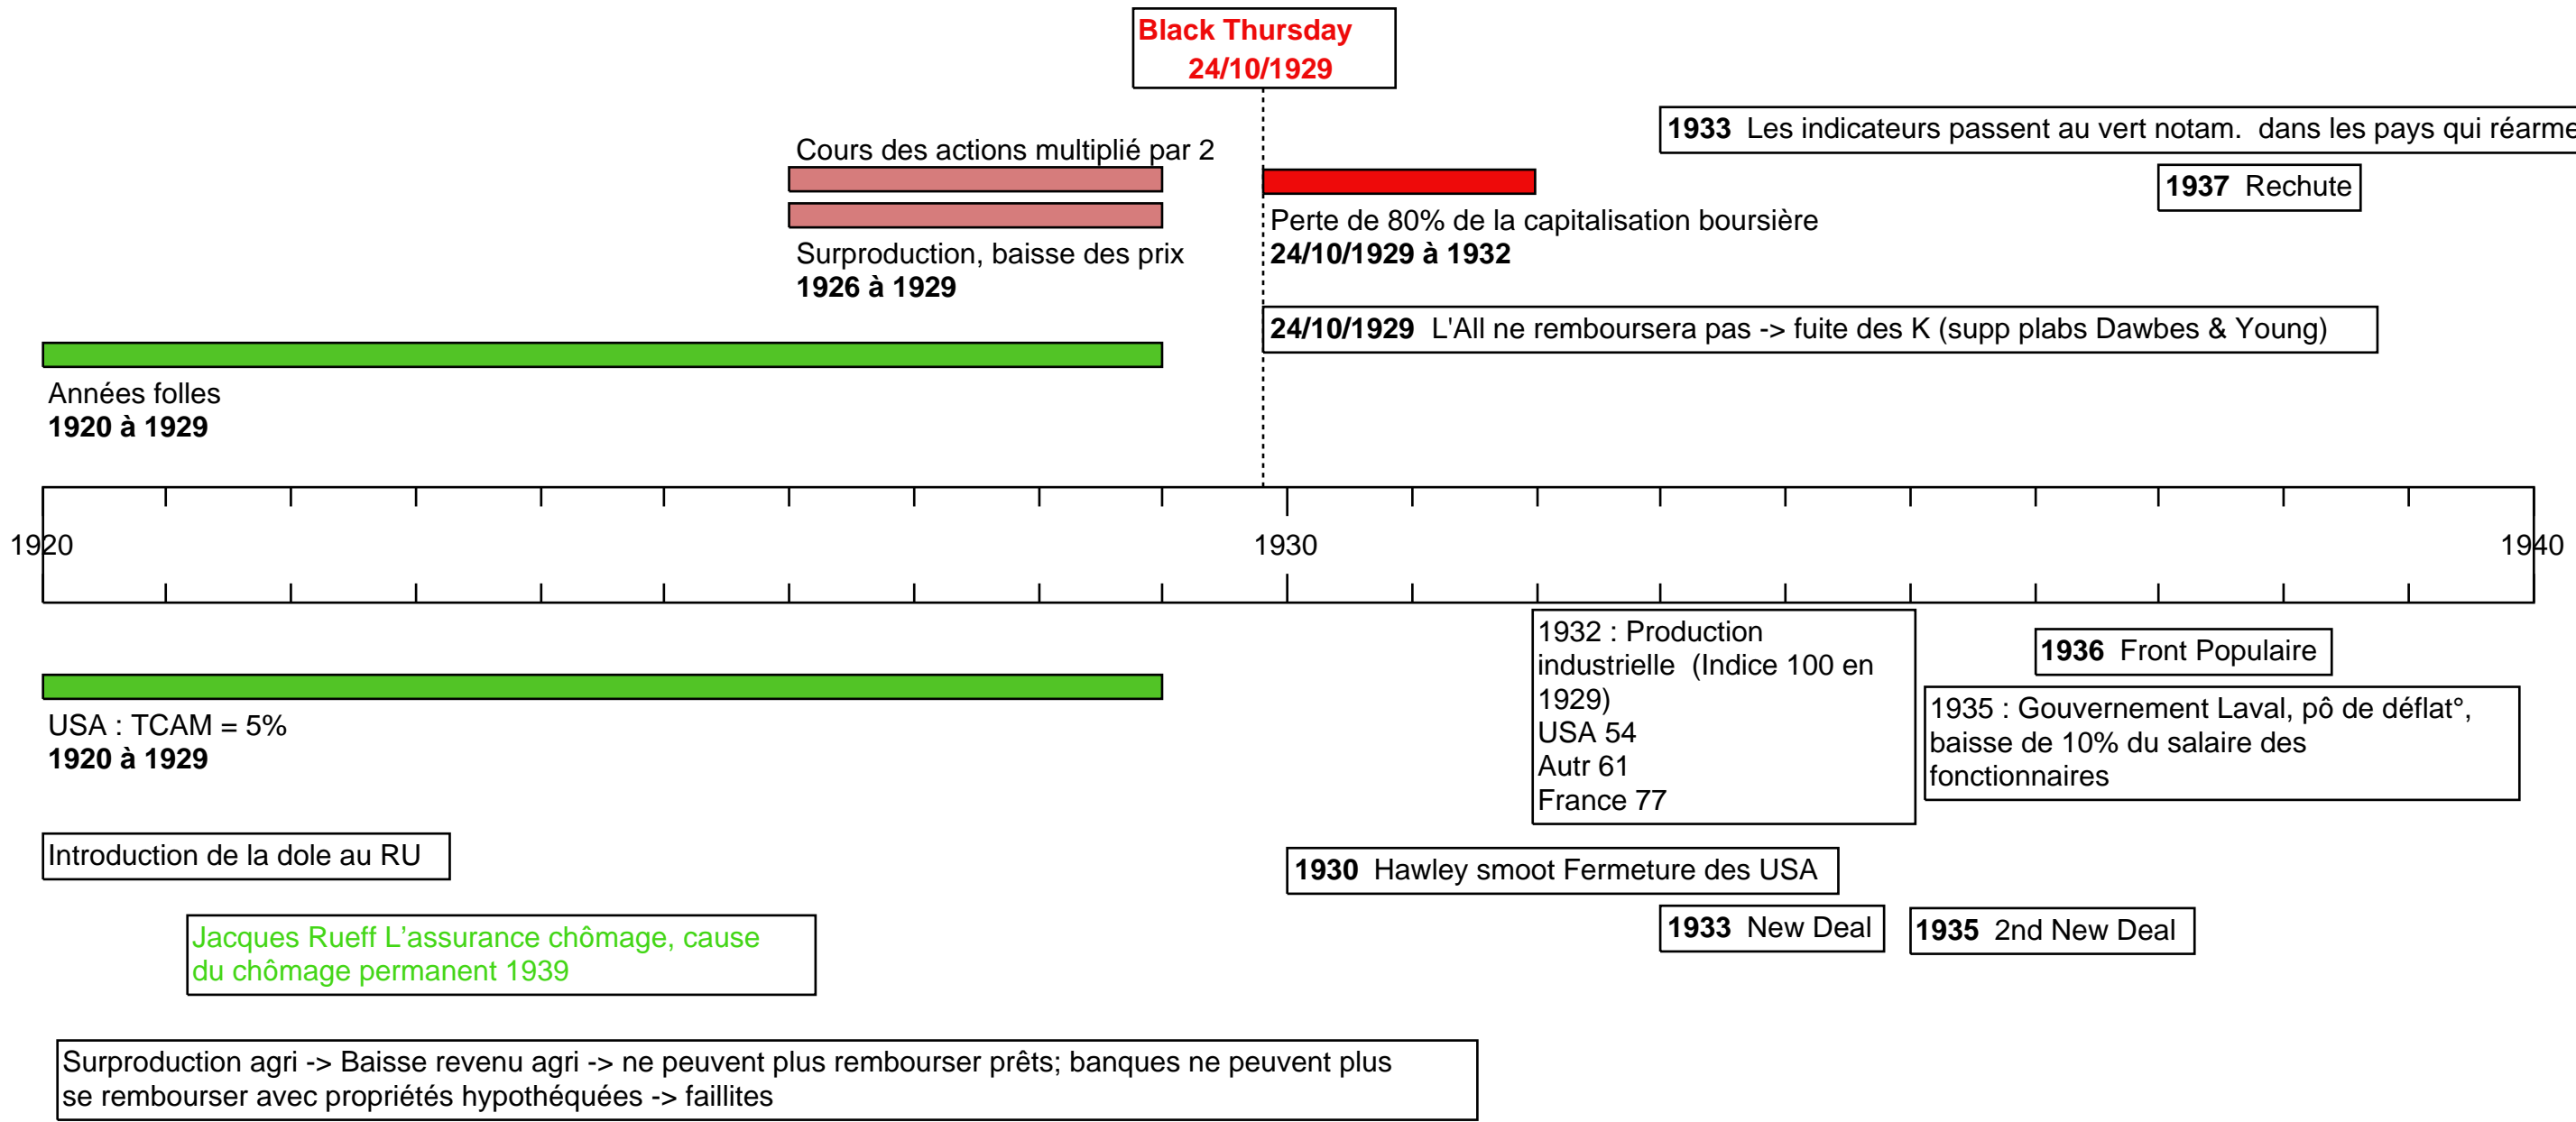 Black Thursday
24/10/1929
1933  Les indicateurs passent au vert notam.  dans les pays qui réarme
Cours des actions multiplié par 2
1937  Rechute
Surproduction, baisse des prix
1926 à 1929
Perte de 80% de la capitalisation boursière
24/10/1929 à 1932
24/10/1929  L'All ne remboursera pas -> fuite des K (supp plabs Dawbes & Young)
Années folles
1920 à 1929
1920
1930
1940
1932 : Production
industrielle  (Indice 100 en
1929)
USA 54
Autr 61
France 77
1936  Front Populaire
1935 : Gouvernement Laval, pô de déflat°,
baisse de 10% du salaire des
fonctionnaires
USA : TCAM = 5%
1920 à 1929
Introduction de la dole au RU
1930  Hawley smoot Fermeture des USA
1933  New Deal
1935  2nd New Deal
Jacques Rueff L'assurance chômage, cause
du chômage permanent 1939
Surproduction agri -> Baisse revenu agri -> ne peuvent plus rembourser prêts; banques ne peuvent plus
se rembourser avec propriétés hypothéquées -> faillites